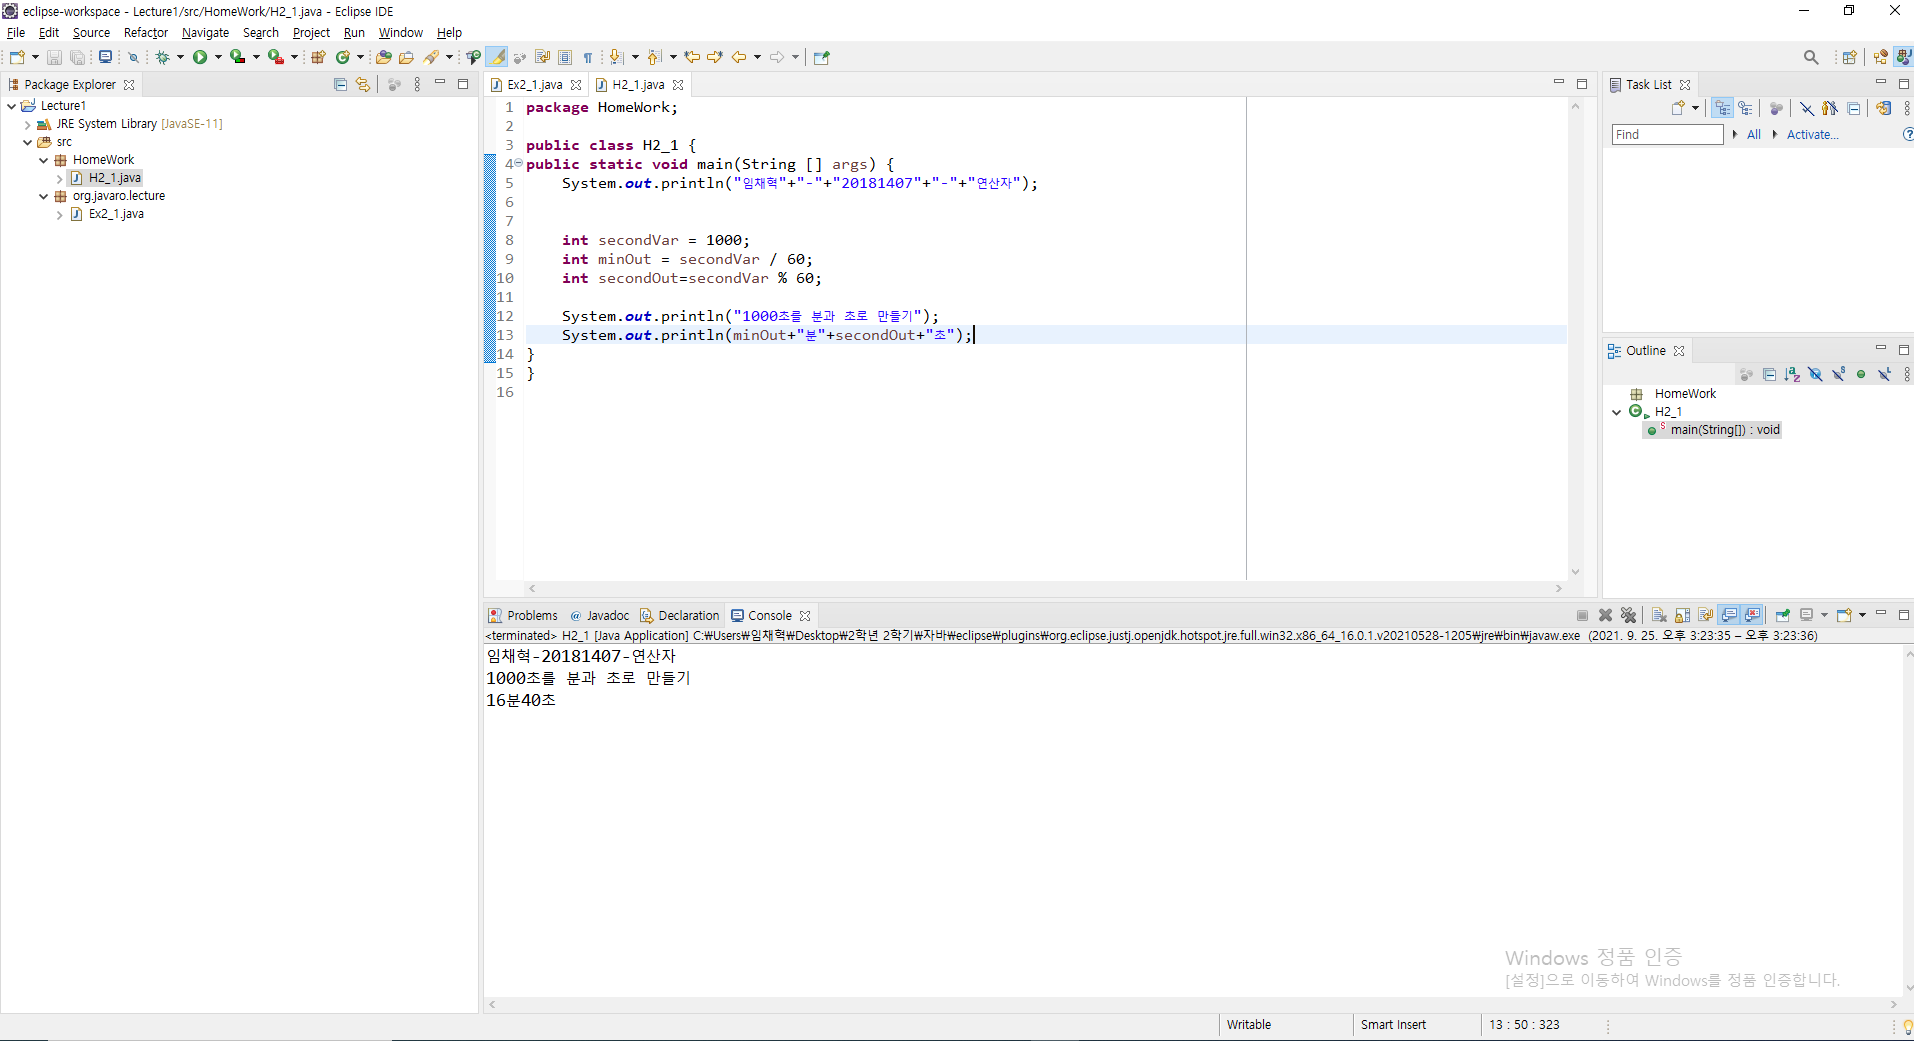 eclipse-workspace - Lecture1/src/HomeWork/H2_1.java - Eclipse IDE
File Edit Source Refactor Navigate Search Project Run Window Help
Package Explorer
Lecture1
JRE System Library [JavaSE-11]
src
HomeWork
H2_1.java
org.javaro.lecture
Ex2_1.java
Ex2_1.java H2_1.java
1 package HomeWork;
2
3 public class H2_1 {
4 public static void main(String [] args) {
5 System.out.println("임채혁"+"-"+"20181407"+"-"+"연산자");
6
7
8 int secondVar = 1000;
9 int minOut = secondVar / 60;
10 int secondOut=secondVar % 60;
11
12 System.out.println("1000초를 분과 초로 만들기");
13 System.out.println(minOut+"분"+secondOut+"초");
14 }
15 }
16
Task List
Find All Activate...
Outline
HomeWork
H2_1
main(String[]) : void
Problems @ Javadoc Declaration Console
<terminated> H2_1 [Java Application] C:₩Users₩임채혁₩Desktop₩2학년 2학기₩자바₩eclipse₩plugins₩org.eclipse.justj.openjdk.hotspot.jre.full.win32.x86_64_16.0.1.v20210528-1205₩jre₩bin₩javaw.exe (2021. 9. 25. 오후 3:23:35 – 오후 3:23:36)
임채혁-20181407-연산자
1000초를 분과 초로 만들기
16분40초
Windows 정품 인증
[설정]으로 이동하여 Windows를 정품 인증합니다.
Writable Smart Insert 13 : 50 : 323